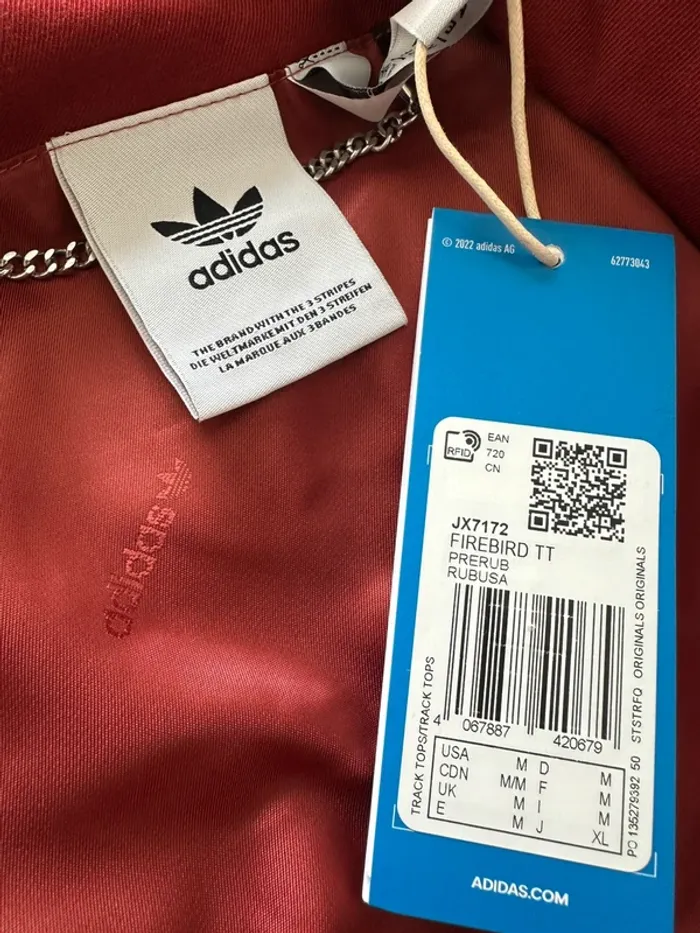 adidas
THE BRAND WITH THE 3 STRIPES
DIE WELTMARKE MIT DEN 3 STREIFEN
LA MARQUE AUX 3 BANDES
adidas
© 2022 adidas AG
62773043
RFID
EAN
720
CN
JX7172
FIREBIRD TT
PRERUB
RUBUSA
4 067887 420679
TRACK TOPS/TRACK TOPS
PO 135279392 50 STSTRFO ORIGINALS ORIGINALS
USA M D M
CDN M/M F M
UK M I M
E M J XL
ADIDAS.COM